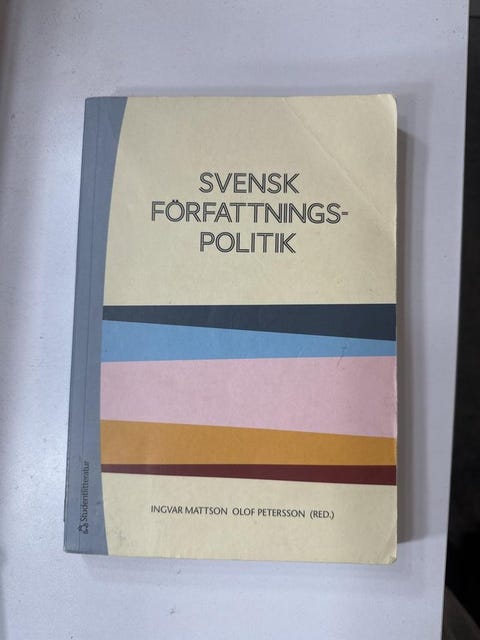 SVENSK
FÖRFATTNINGS-
POLITIK
INGVAR MATTSON OLOF PETERSSON (RED.)
Studentlitteratur